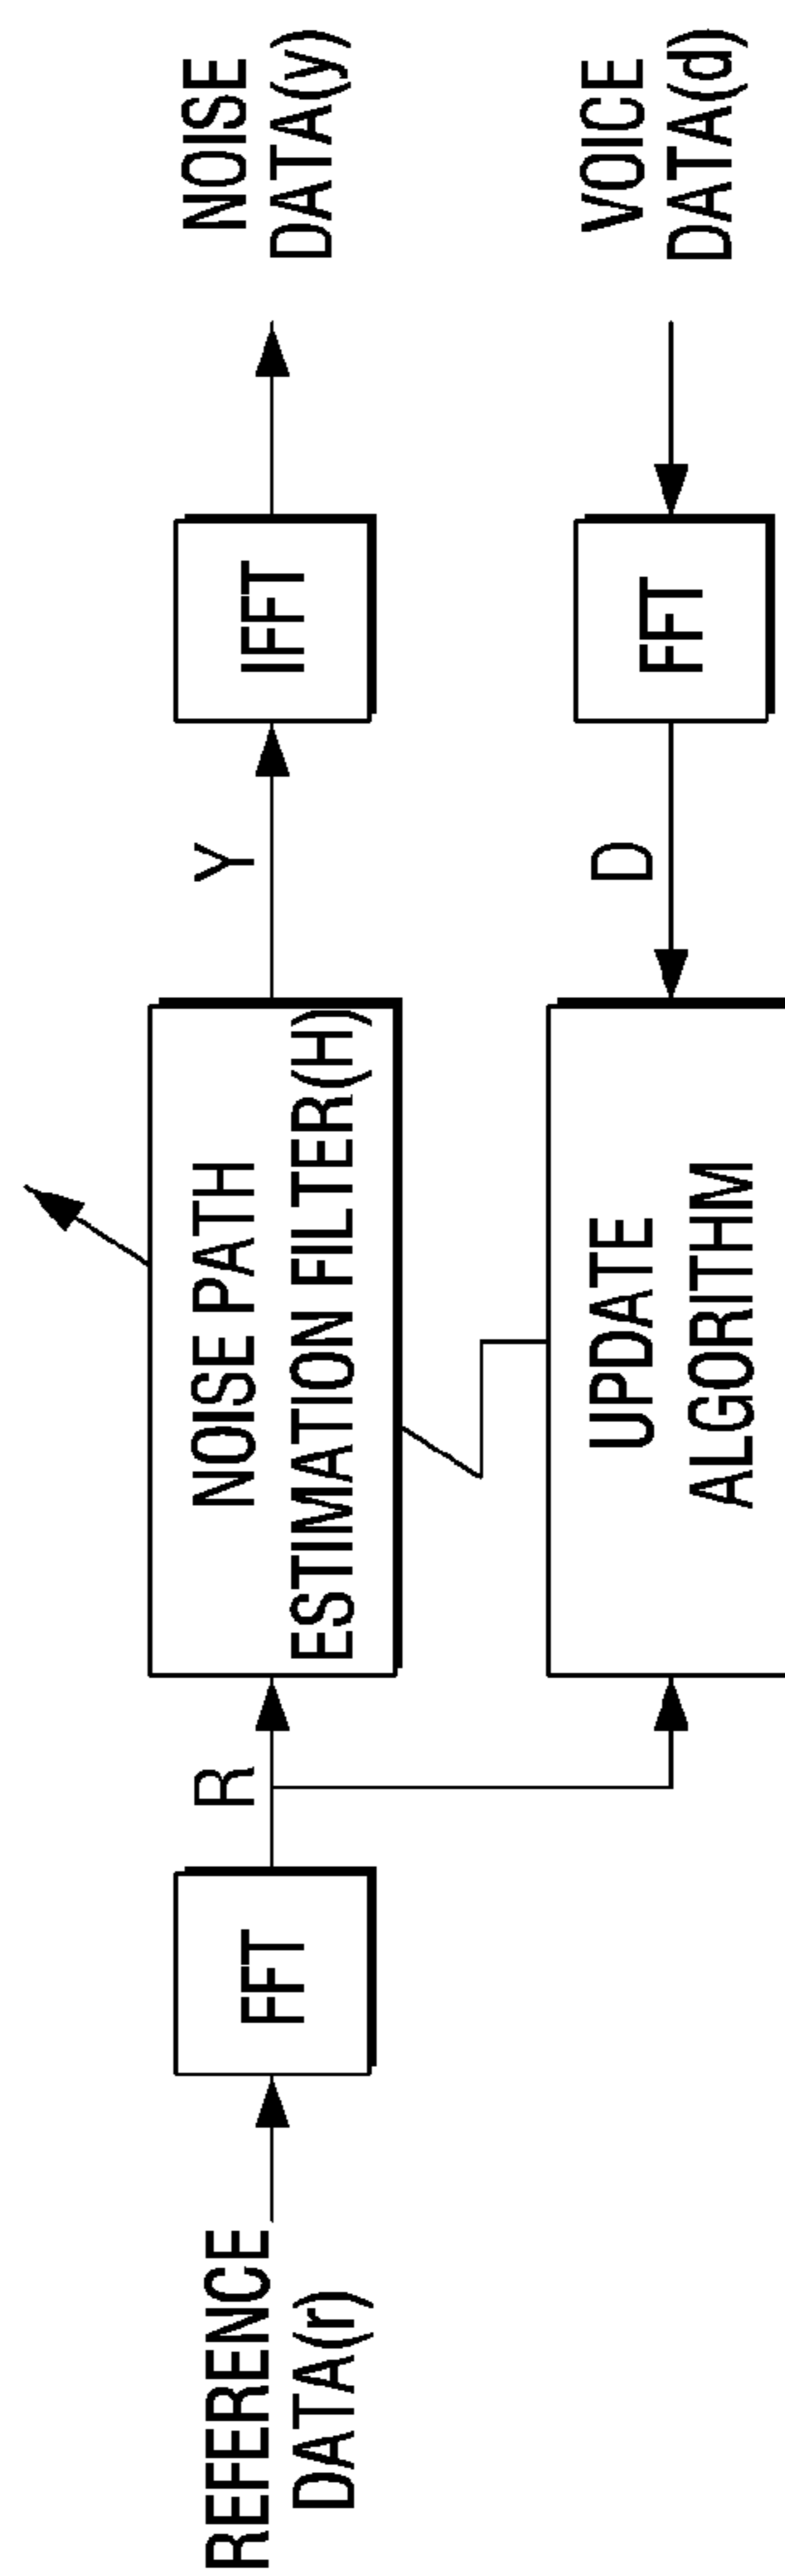 REFERENCE
DATA(r)
FFT
R
NOISE PATH
ESTIMATION FILTER(H)
Y
IFFT
NOISE
DATA(y)
UPDATE
ALGORITHM
D
FFT
VOICE
DATA(d)